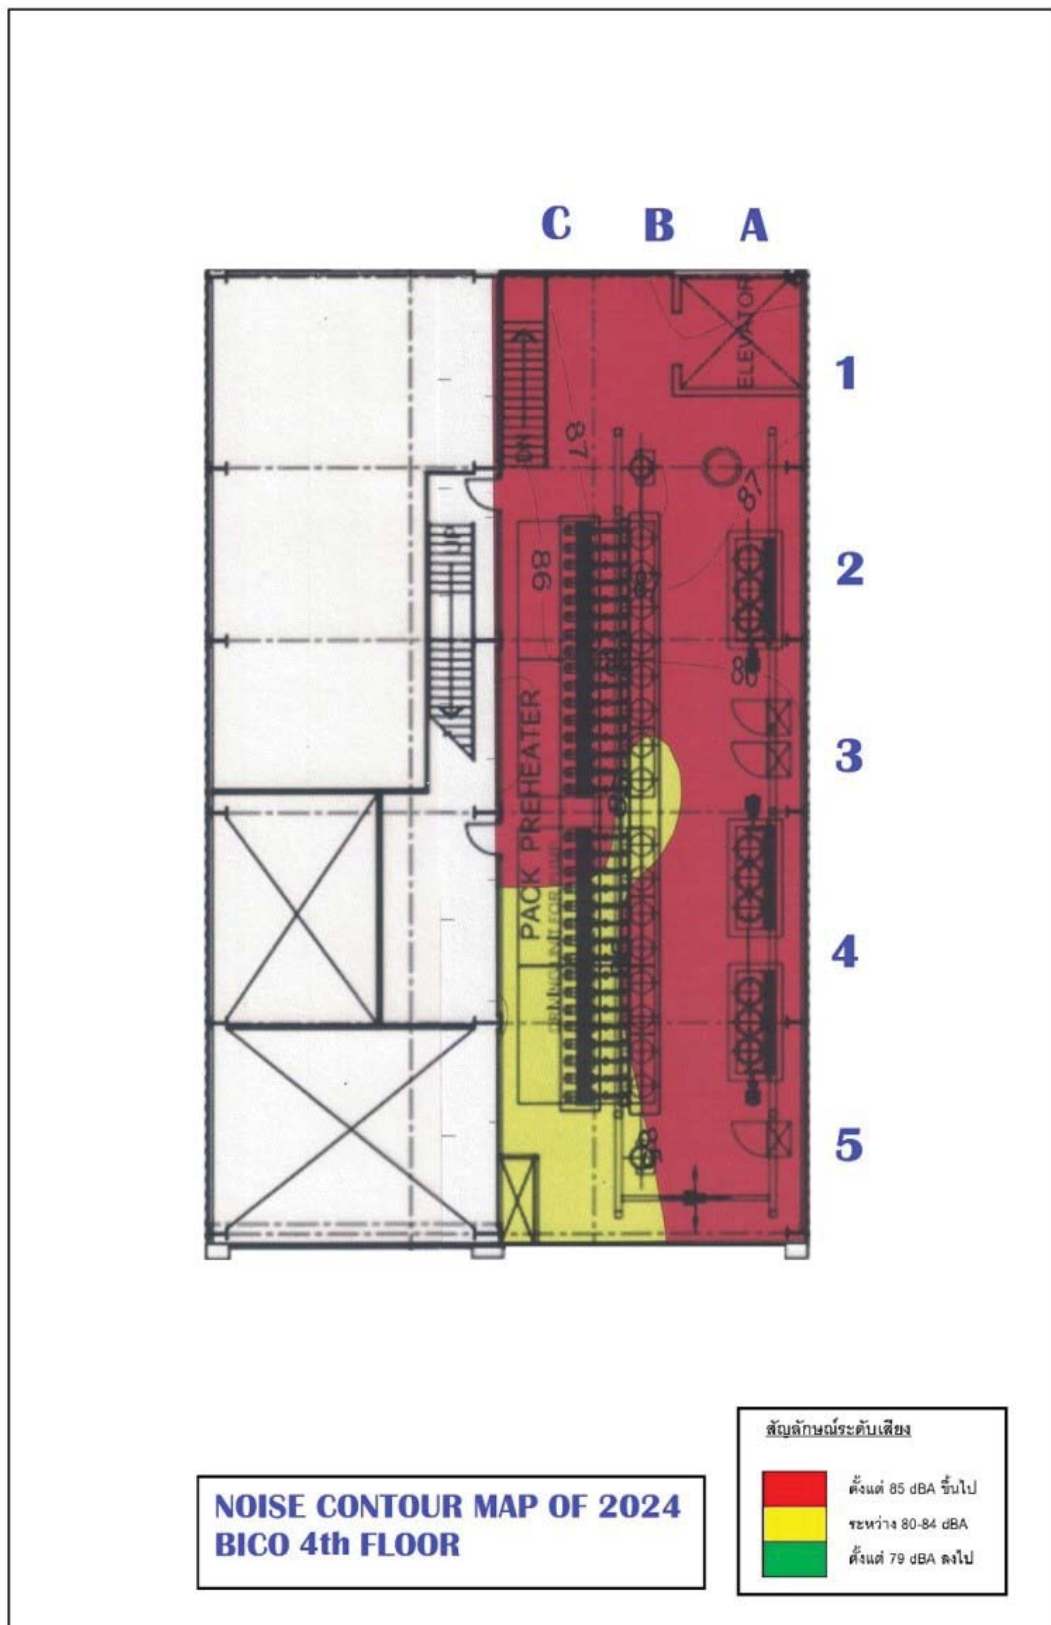 C B A
ELEVATOR
1
DN
87
87
2
UP
86
86
3
PACK PREHEATER
4
5
85
NOISE CONTOUR MAP OF 2024
BICO 4th FLOOR
สัญลักษณ์ระดับเสียง
ตั้งแต่ 85 dBA ขึ้นไป
ระหว่าง 80-84 dBA
ตั้งแต่ 79 dBA ลงไป